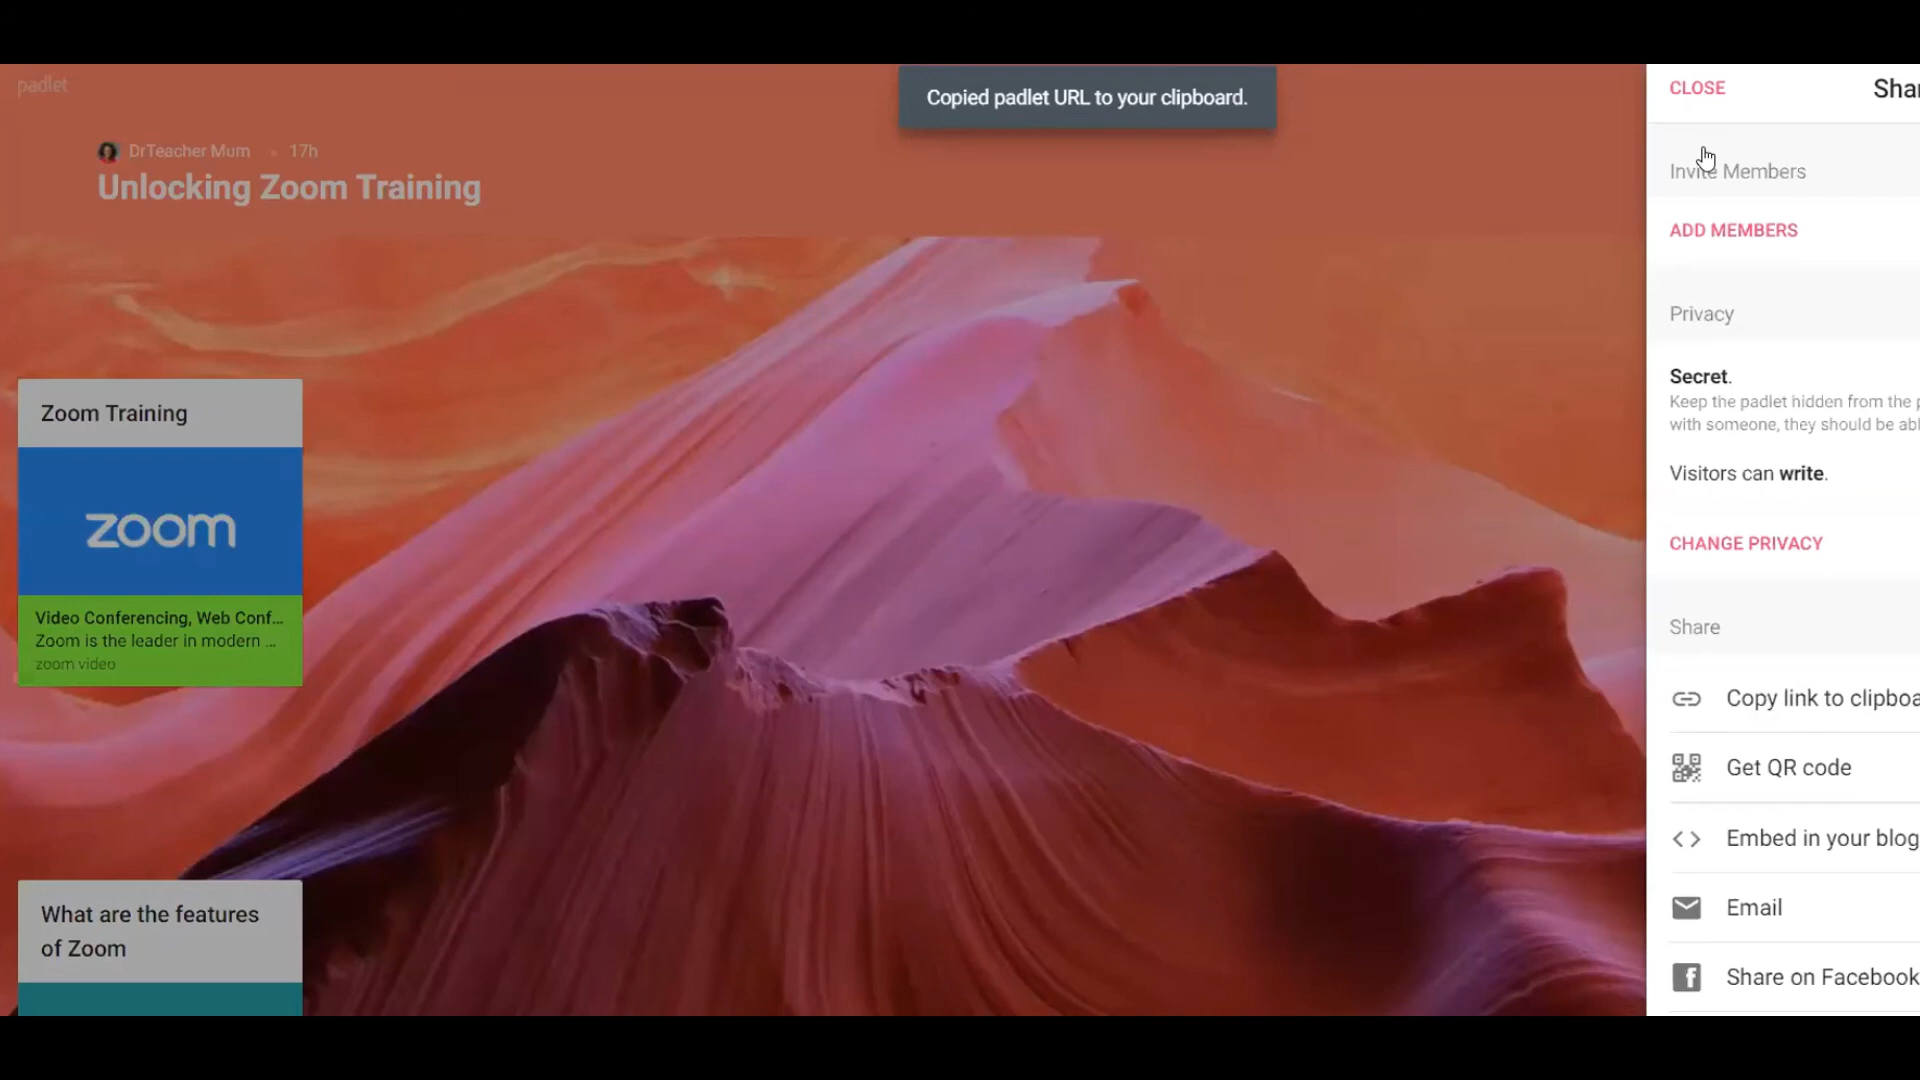 padlet
DrTeacher Mum • 17h
Unlocking Zoom Training
Copied padlet URL to your clipboard.
Zoom Training
zoom
Video Conferencing, Web Conf...
Zoom is the leader in modern ...
zoom video
What are the features
of Zoom
CLOSE
Shar
Invite Members
ADD MEMBERS
Privacy
Secret.
Keep the padlet hidden from the p
with someone, they should be abl
Visitors can write.
CHANGE PRIVACY
Share
Copy link to clipboa
Get QR code
Embed in your blog
Email
Share on Facebook